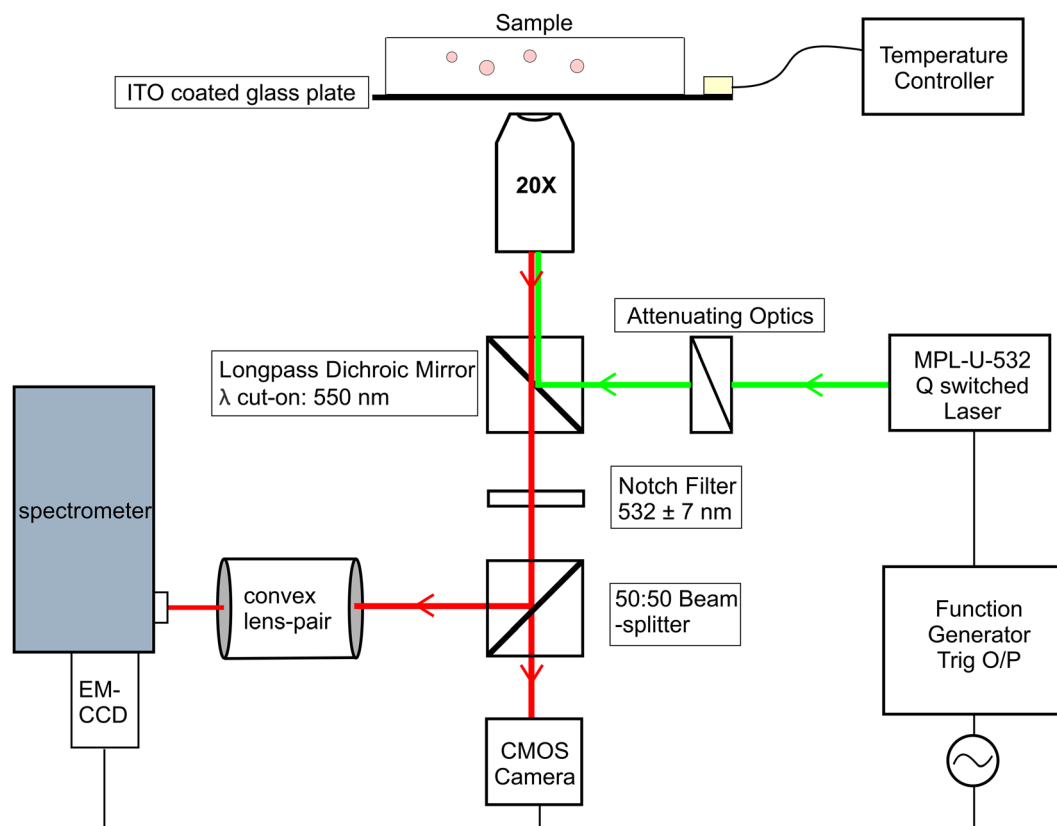 Sample
ITO coated glass plate
Temperature
Controller
20X
Attenuating Optics
Longpass Dichroic Mirror
λ cut-on: 550 nm
MPL-U-532
Q switched
Laser
spectrometer
Notch Filter
532 ± 7 nm
convex
lens-pair
50:50 Beam
-splitter
Function
Generator
Trig O/P
EM-
CCD
CMOS
Camera